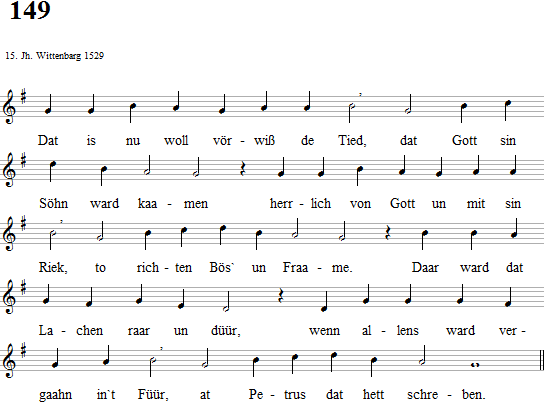 149
15. Jh. Wittenbarg 1529
Dat is nu woll vör - wiß de Tied, dat Gott sin
Söhn ward kaa - men herr - lich von Gott un mit sin
Riek, to rich - ten Bös` un Fraa - me. Daar ward dat
La - chen raar un düür, wenn al - lens ward ver -
gaahn in`t Füür, at Pe - trus dat hett schre - ben.